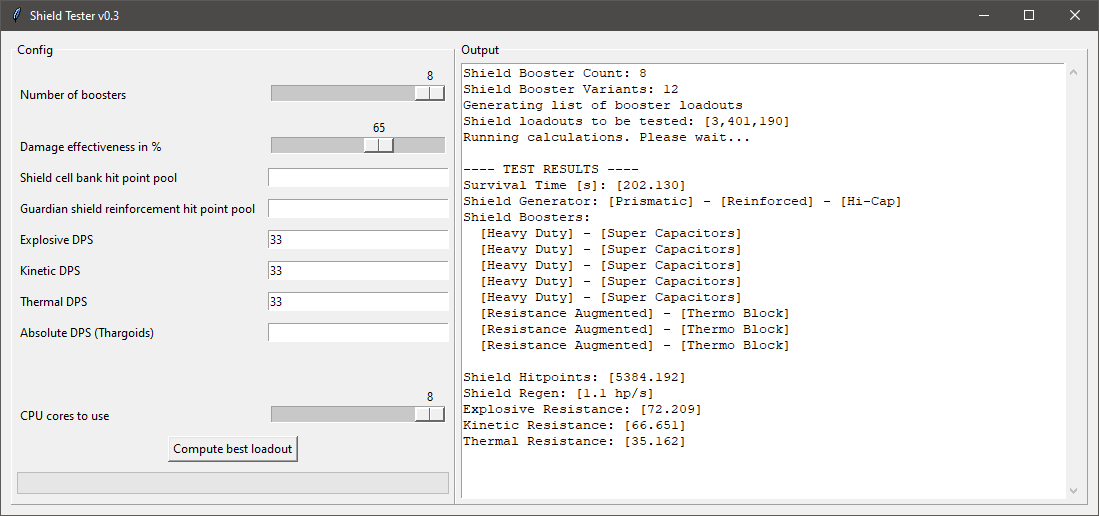 Shield Tester v0.3
Config
8
Number of boosters
65
Damage effectiveness in %
Shield cell bank hit point pool
Guardian shield reinforcement hit point pool
Explosive DPS 33
Kinetic DPS 33
Thermal DPS 33
Absolute DPS (Thargoids)
8
CPU cores to use
Compute best loadout
Output
Shield Booster Count: 8
Shield Booster Variants: 12
Generating list of booster loadouts
Shield loadouts to be tested: [3,401,190]
Running calculations. Please wait...
---- TEST RESULTS ----
Survival Time [s]: [202.130]
Shield Generator: [Prismatic] - [Reinforced] - [Hi-Cap]
Shield Boosters:
[Heavy Duty] - [Super Capacitors]
[Heavy Duty] - [Super Capacitors]
[Heavy Duty] - [Super Capacitors]
[Heavy Duty] - [Super Capacitors]
[Heavy Duty] - [Super Capacitors]
[Resistance Augmented] - [Thermo Block]
[Resistance Augmented] - [Thermo Block]
[Resistance Augmented] - [Thermo Block]
Shield Hitpoints: [5384.192]
Shield Regen: [1.1 hp/s]
Explosive Resistance: [72.209]
Kinetic Resistance: [66.651]
Thermal Resistance: [35.162]